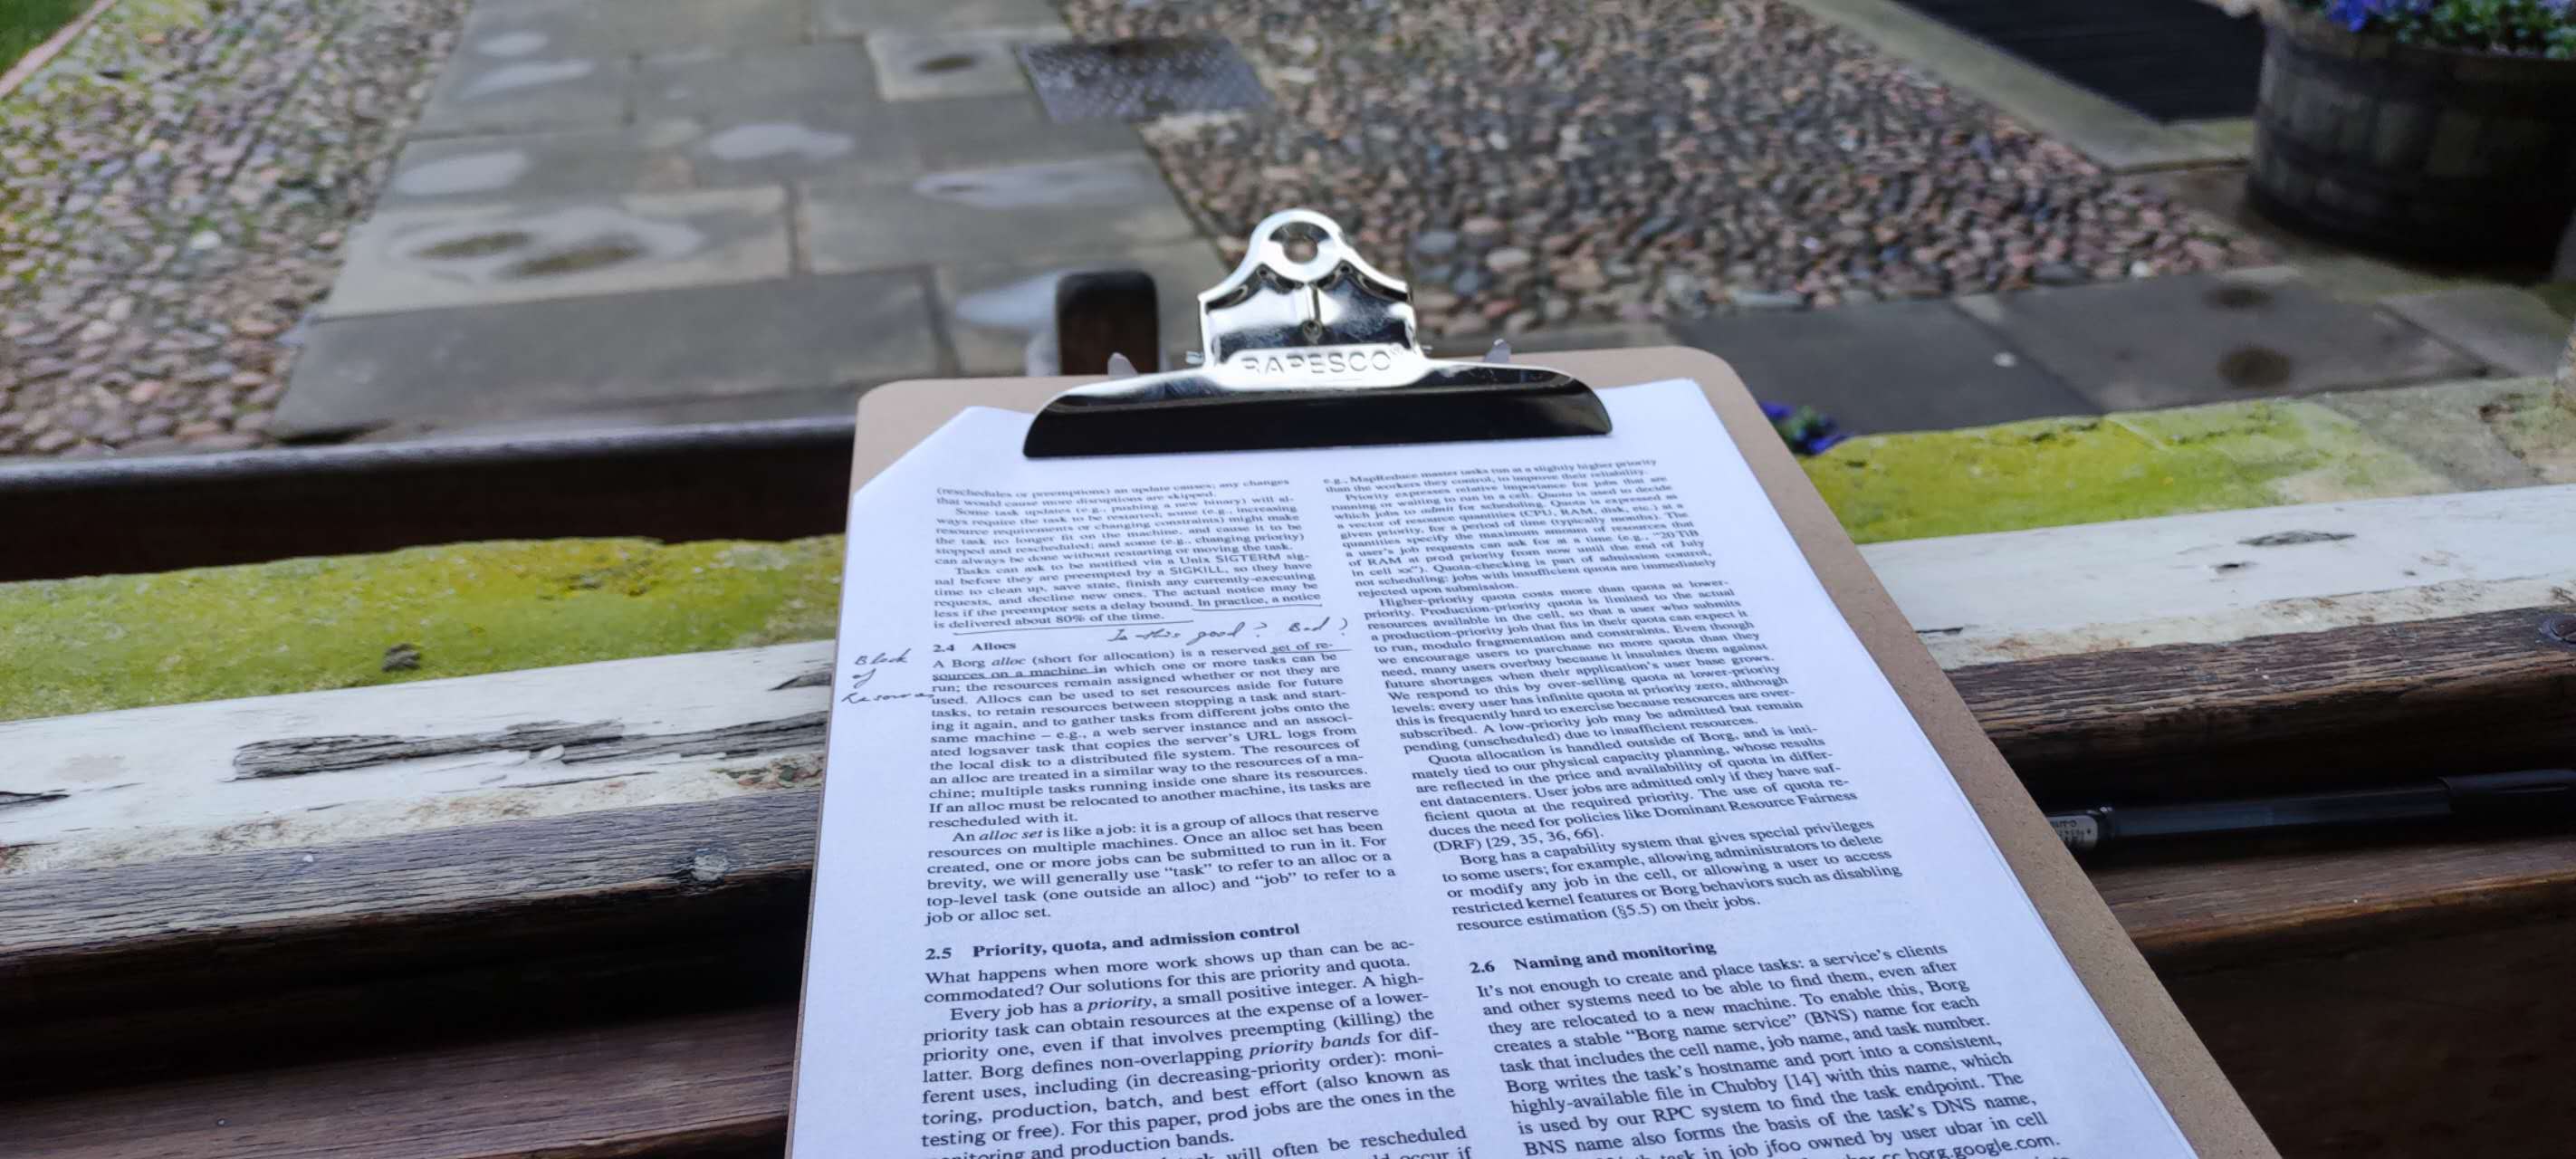 RAPESCO
(reschedules or preemptions) an update causes; any changes
that would cause more disruptions are skipped.
Some task updates (e.g., pushing a new binary) will al-
ways require the task to be restarted; some (e.g., increasing
resource requirements or changing constraints) might make
the task no longer fit on the machine, and cause it to be
stopped and rescheduled; and some (e.g., changing priority)
can always be done without restarting or moving the task.
Tasks can ask to be notified via a Unix SIGTERM sig-
nal before they are preempted by a SIGKILL, so they have
time to clean up, save state, finish any currently-executing
requests, and decline new ones. The actual notice may be
less if the preemptor sets a delay bound. In practice, a notice
is delivered about 80% of the time.
Is this good? Bad?
2.4 Allocs
Block
of
Resources
A Borg alloc (short for allocation) is a reserved set of re-
sources on a machine in which one or more tasks can be
run; the resources remain assigned whether or not they are
used. Allocs can be used to set resources aside for future
tasks, to retain resources between stopping a task and start-
ing it again, and to gather tasks from different jobs onto the
same machine – e.g., a web server instance and an associ-
ated logsaver task that copies the server's URL logs from
the local disk to a distributed file system. The resources of
an alloc are treated in a similar way to the resources of a ma-
chine; multiple tasks running inside one share its resources.
If an alloc must be relocated to another machine, its tasks are
rescheduled with it.
An alloc set is like a job: it is a group of allocs that reserve
resources on multiple machines. Once an alloc set has been
created, one or more jobs can be submitted to run in it. For
brevity, we will generally use “task” to refer to an alloc or a
top-level task (one outside an alloc) and “job” to refer to a
job or alloc set.
2.5 Priority, quota, and admission control
What happens when more work shows up than can be ac-
commodated? Our solutions for this are priority and quota.
Every job has a priority, a small positive integer. A high-
priority task can obtain resources at the expense of a lower-
priority one, even if that involves preempting (killing) the
latter. Borg defines non-overlapping priority bands for dif-
ferent uses, including (in decreasing-priority order): moni-
toring, production, batch, and best effort (also known as
testing or free). For this paper, prod jobs are the ones in the
monitoring and production bands.
will often be rescheduled
occur if
e.g., MapReduce master tasks run at a slightly higher priority
than the workers they control, to improve their reliability.
Priority expresses relative importance for jobs that are
running or waiting to run in a cell. Quota is used to decide
which jobs to admit for scheduling. Quota is expressed as
a vector of resource quantities (CPU, RAM, disk, etc.) at a
given priority, for a period of time (typically months). The
quantities specify the maximum amount of resources that
a user's job requests can ask for at a time (e.g., “20 TiB
of RAM at prod priority from now until the end of July
in cell xx”). Quota-checking is part of admission control,
not scheduling: jobs with insufficient quota are immediately
rejected upon submission.
Higher-priority quota costs more than quota at lower-
priority. Production-priority quota is limited to the actual
resources available in the cell, so that a user who submits
a production-priority job that fits in their quota can expect it
to run, modulo fragmentation and constraints. Even though
we encourage users to purchase no more quota than they
need, many users overbuy because it insulates them against
future shortages when their application's user base grows.
We respond to this by over-selling quota at lower-priority
levels: every user has infinite quota at priority zero, although
this is frequently hard to exercise because resources are over-
subscribed. A low-priority job may be admitted but remain
pending (unscheduled) due to insufficient resources.
Quota allocation is handled outside of Borg, and is inti-
mately tied to our physical capacity planning, whose results
are reflected in the price and availability of quota in differ-
ent datacenters. User jobs are admitted only if they have suf-
ficient quota at the required priority. The use of quota re-
duces the need for policies like Dominant Resource Fairness
(DRF) [29, 35, 36, 66].
Borg has a capability system that gives special privileges
to some users; for example, allowing administrators to delete
or modify any job in the cell, or allowing a user to access
restricted kernel features or Borg behaviors such as disabling
resource estimation (§5.5) on their jobs.
2.6 Naming and monitoring
It's not enough to create and place tasks: a service's clients
and other systems need to be able to find them, even after
they are relocated to a new machine. To enable this, Borg
creates a stable “Borg name service” (BNS) name for each
task that includes the cell name, job name, and task number.
Borg writes the task's hostname and port into a consistent,
highly-available file in Chubby [14] with this name, which
is used by our RPC system to find the task endpoint. The
BNS name also forms the basis of the task's DNS name,
task in job jfoo owned by user ubar in cell
borg.google.com.